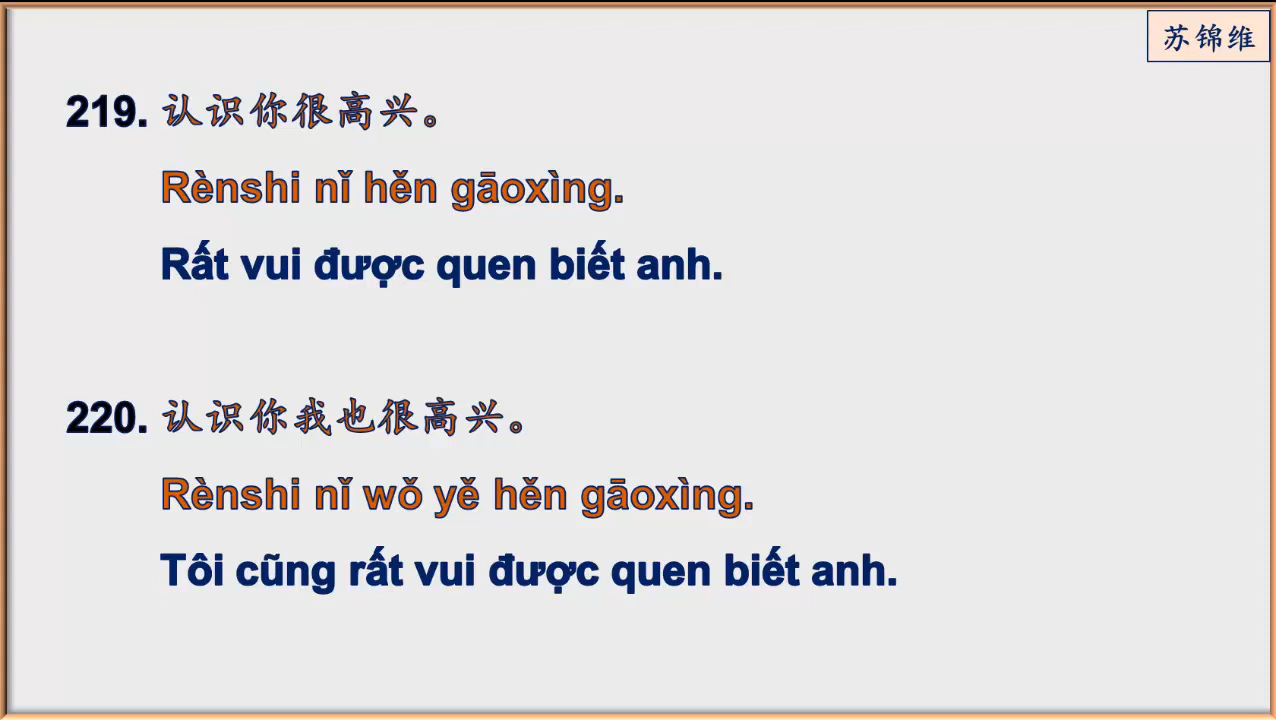 苏锦维
219. 认识你很高兴。
Rènshi nǐ hěn gāoxìng.
Rất vui được quen biết anh.
220. 认识你我也很高兴。
Rènshi nǐ wǒ yě hěn gāoxìng.
Tôi cũng rất vui được quen biết anh.